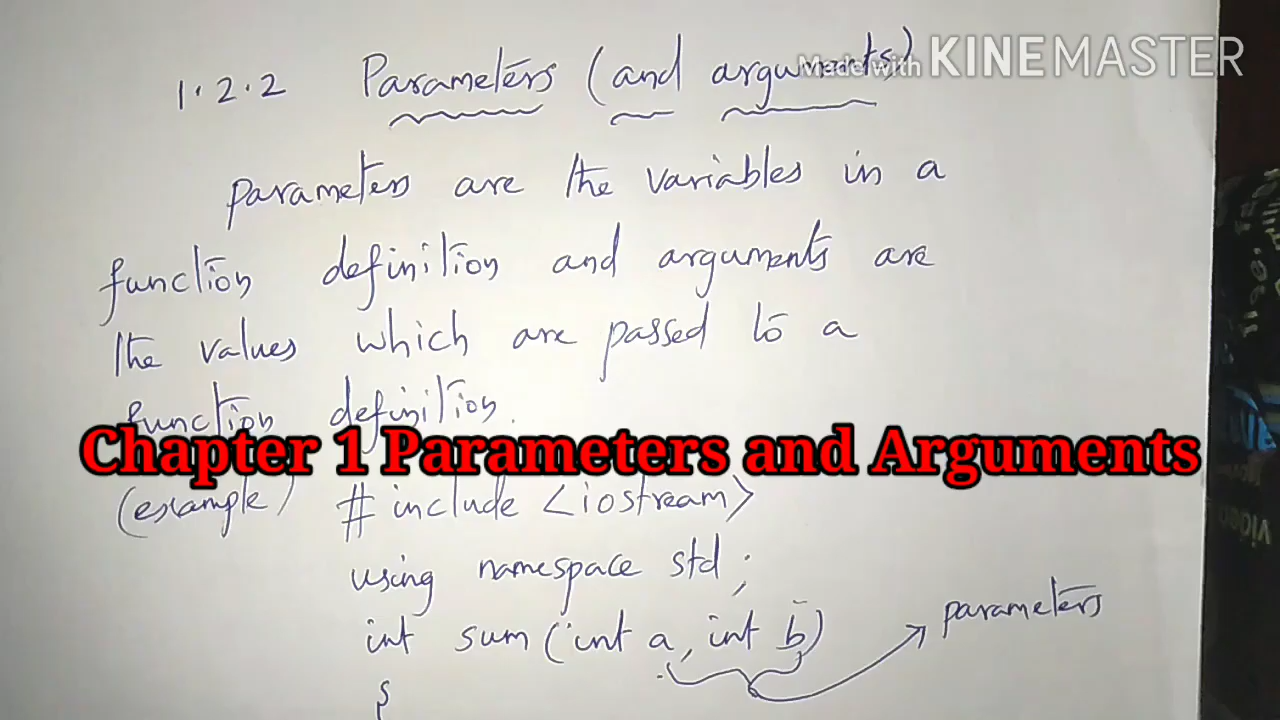 Made with KINEMASTER
1.2.2 Parameters (and arguments)
parameters are the variables in a
function definition and arguments are
the values which are passed to a
function definition.
Chapter 1 Parameters and Arguments
(example) # include <iostream>
using namespace std;
int sum (int a, int b)
parameters
{